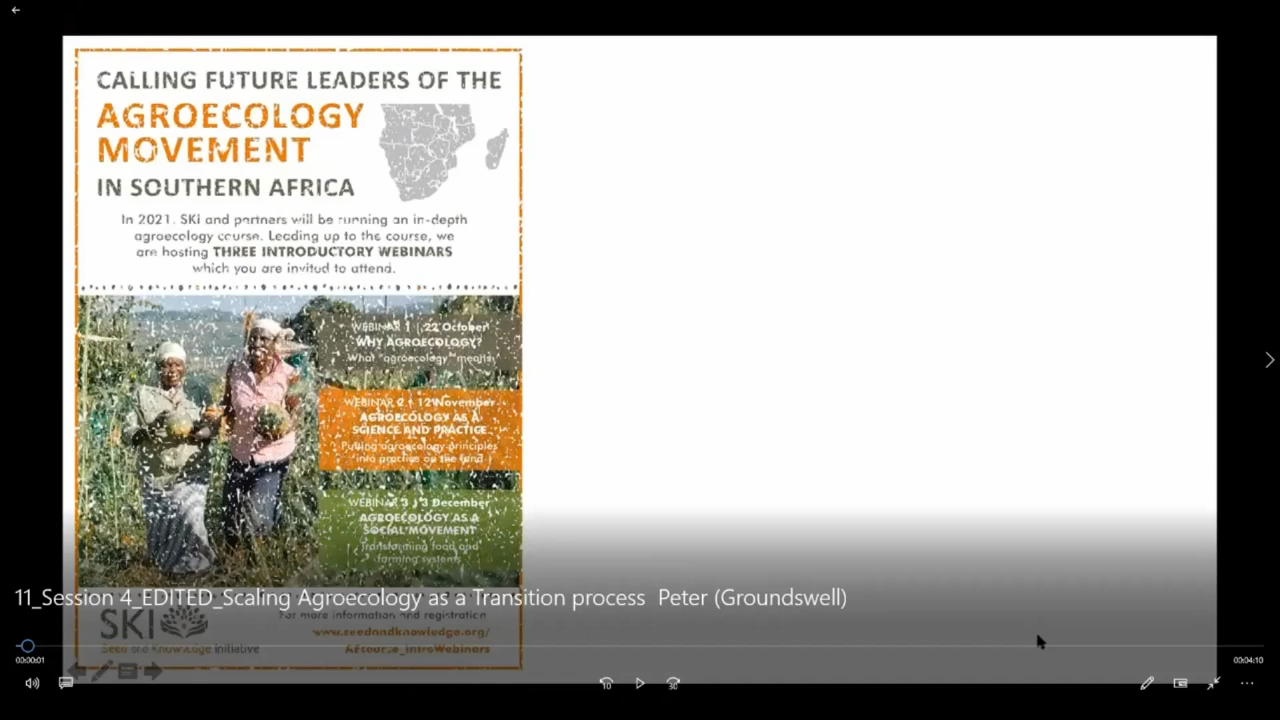 CALLING FUTURE LEADERS OF THE
AGROECOLOGY
MOVEMENT
IN SOUTHERN AFRICA
In 2021, SKI and partners will be running an in-depth
agroecology course. Leading up to the course, we
are hosting THREE INTRODUCTORY WEBINARS
which you are invited to attend.
WEBINAR 1 | 22 October
WHY AGROECOLOGY?
What "agroecology" means
WEBINAR 2 | 12 November
AGROECOLOGY AS A
SCIENCE AND PRACTICE
Putting agroecology principles
into practice on the land
WEBINAR 3 | 3 December
AGROECOLOGY AS A
SOCIAL MOVEMENT
Transforming food and
farming systems
11_Session 4_EDITED_Scaling Agroecology as a Transition process Peter (Groundswell)
SKI
Seed and Knowledge Initiative
For more information and registration
www.seedandknowledge.org/
AEcourse_introWebinars
00:00:01
00:04:10
10
30